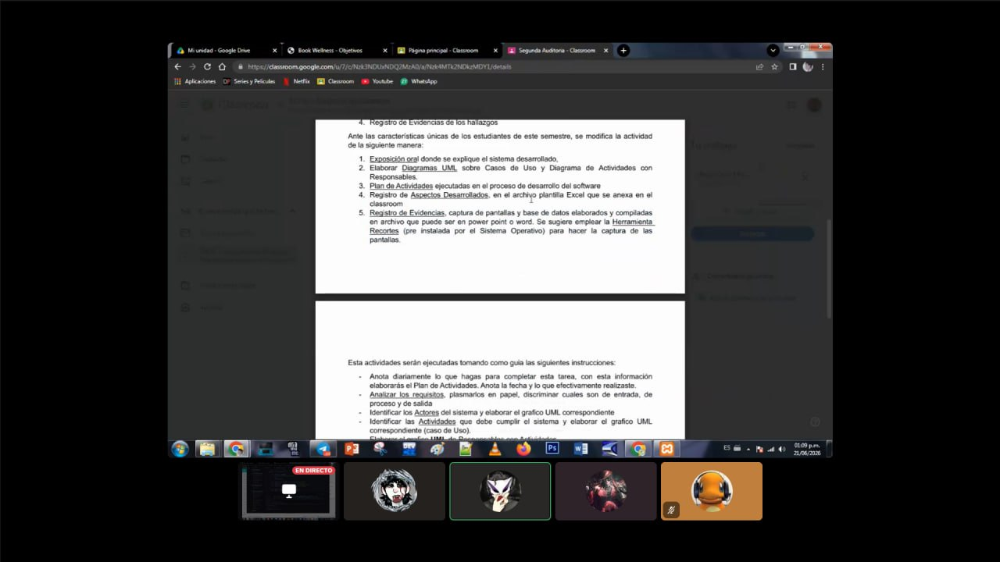 Mi unidad - Google Drive
Book Wellness - Objetivos
Página principal - Classroom
Segunda Auditoria - Classroom
https://classroom.google.com/u/7/c/Nzk3NDUxNDQ2MzA0/a/Nzk4MTk2NDkzMDY1/details
Aplicaciones
Series y Peliculas
Netflix
Classroom
Youtube
WhatsApp
4. Registro de Evidencias de los hallazgos
Ante las características únicas de los estudiantes de este semestre, se modifica la actividad
de la siguiente manera:
1. Exposición oral donde se explique el sistema desarrollado,
2. Elaborar Diagramas UML sobre Casos de Uso y Diagrama de Actividades con
Responsables.
3. Plan de Actividades ejecutadas en el proceso de desarrollo del software
4. Registro de Aspectos Desarrollados, en el archivo plantilla Excel que se anexa en el
classroom
5. Registro de Evidencias, captura de pantallas y base de datos elaborados y compiladas
en archivo que puede ser en power point o word. Se sugiere emplear la Herramienta
Recortes (pre instalada por el Sistema Operativo) para hacer la captura de las
pantallas.
Esta actividades serán ejecutadas tomando como guia las siguientes instrucciones:
- Anota diariamente lo que hagas para completar esta tarea, con esta información
elaborarás el Plan de Actividades. Anota la fecha y lo que efectivamente realizaste.
- Analizar los requisitos, plasmarlos en papel, discriminar cuales son de entrada, de
proceso y de salida
- Identificar los Actores del sistema y elaborar el grafico UML correspondiente
- Identificar las Actividades que debe cumplir el sistema y elaborar el grafico UML
correspondiente (caso de Uso).
Elaborar el grafico UML de Responsables con Actividades
ES
01:09 p.m.
21/06/2026
EN DIRECTO